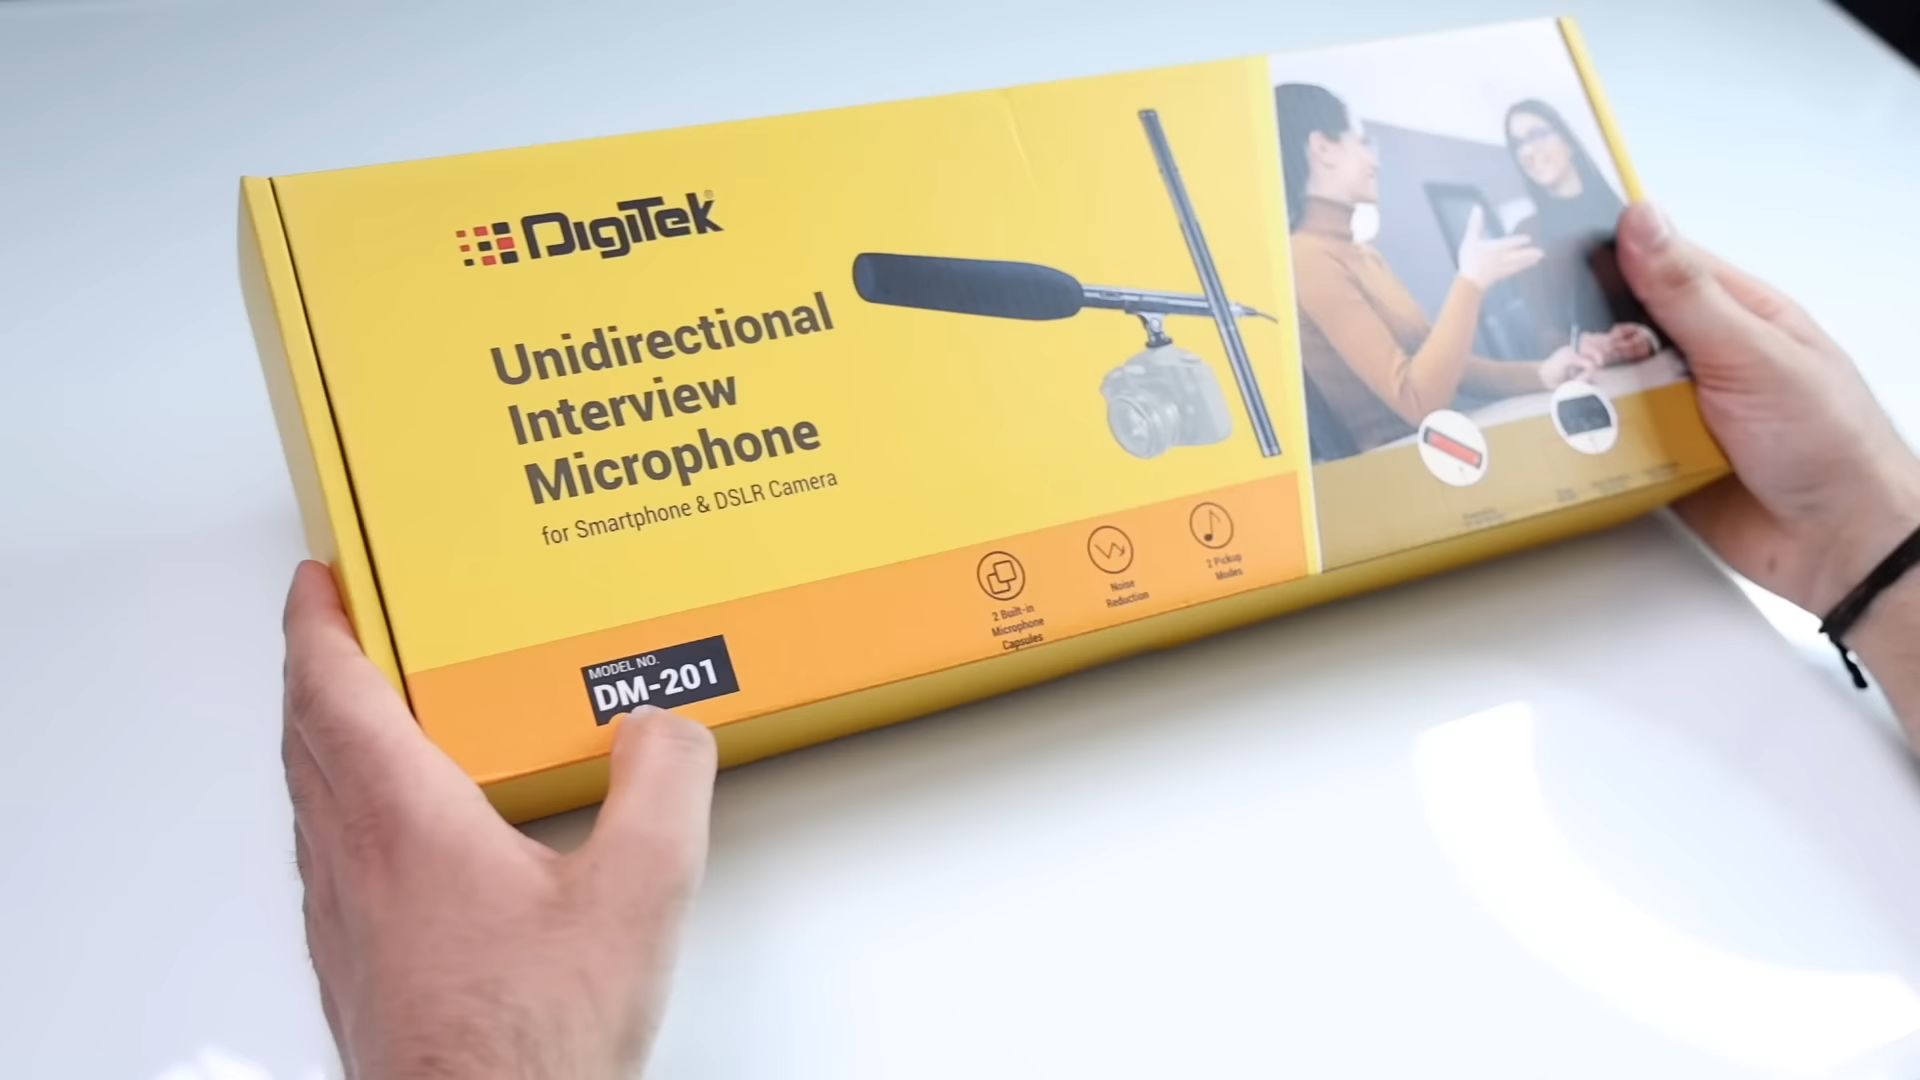 DigiTek®
Unidirectional
Interview
Microphone
for Smartphone & DSLR Camera
2 Built-in
Microphone
Capsules
Noise
Reduction
2 Pickup
Modes
MODEL NO.
DM-201